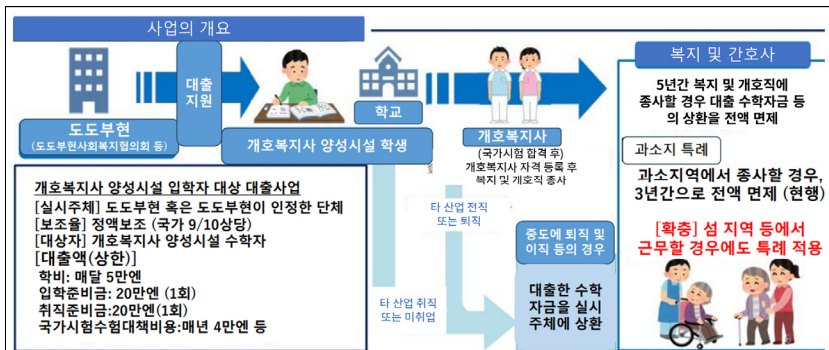 사업의 개요
도도부현
(도도부현사회복지협의회 등)
대출
지원
개호복지사 양성시설 학생
학교
개호복지사
(국가시험 합격 후)
개호복지사 자격 등록 후
복지 및 개호직 종사
복지 및 간호사
5년간 복지 및 개호직에
종사할 경우 대출 수학자금 등
의 상환을 전액 면제
과소지 특례
과소지역에서 종사할 경우,
3년간으로 전액 면제 (현행)
[확충] 섬 지역 등에서
근무할 경우에도 특례 적용
개호복지사 양성시설 입학자 대상 대출사업
[실시주체] 도도부현 혹은 도도부현이 인정한 단체
[보조율] 정액보조 (국가 9/10상당)
[대상자] 개호복지사 양성시설 수학자
[대출액(상한)]
학비: 매달 5만엔
입학준비금: 20만엔 (1회)
취직준비금:20만엔(1회)
국가시험수험대책비용:매년 4만엔 등
타 산업 전직
또는 퇴직
타 산업 취직
또는 미취업
중도에 퇴직 및
이직 등의 경우
대출한 수학
자금을 실시
주체에 상환